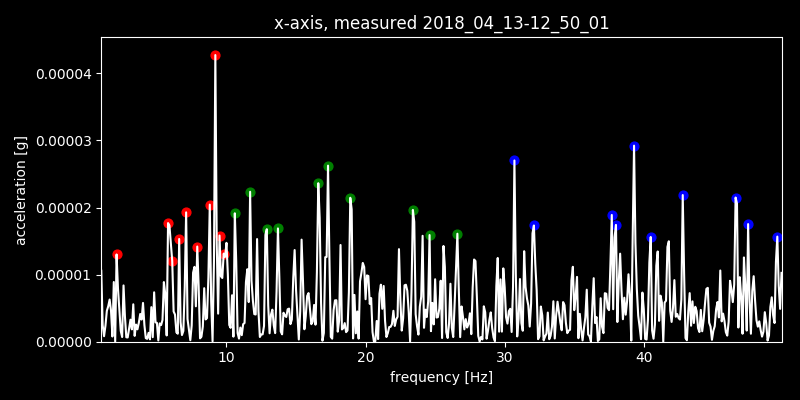 x-axis, measured 2018_04_13-12_50_01
acceleration [g]
0.00004
0.00003
0.00002
0.00001
0.00000
10 20 30 40
frequency [Hz]